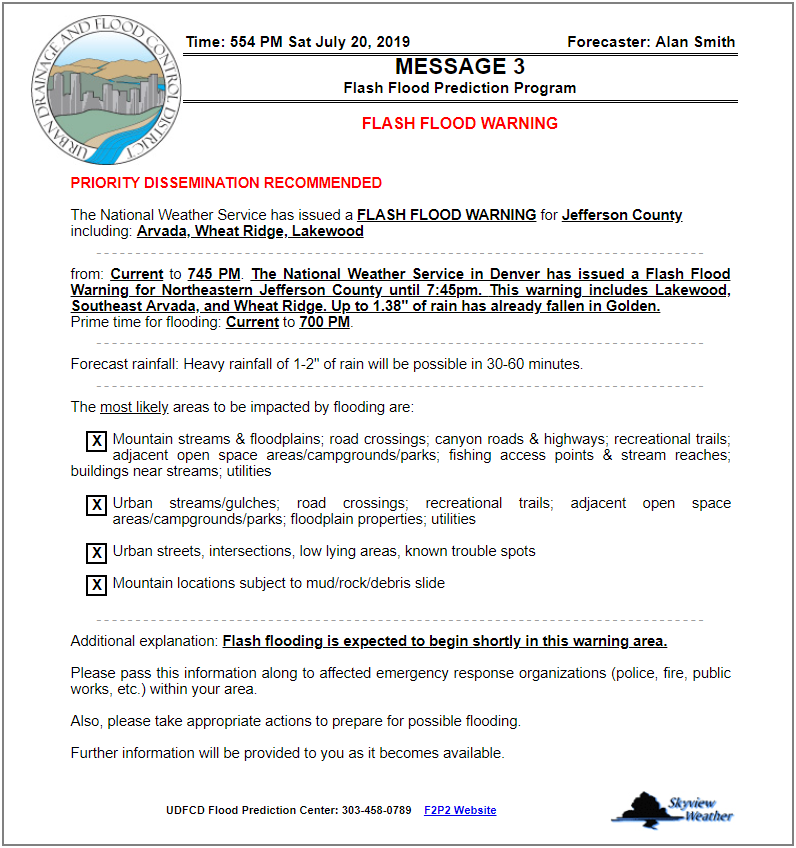 URBAN DRAINAGE AND FLOOD CONTROL DISTRICT
Time: 554 PM Sat July 20, 2019 Forecaster: Alan Smith
MESSAGE 3
Flash Flood Prediction Program
FLASH FLOOD WARNING
PRIORITY DISSEMINATION RECOMMENDED
The National Weather Service has issued a FLASH FLOOD WARNING for Jefferson County
including: Arvada, Wheat Ridge, Lakewood
from: Current to 745 PM. The National Weather Service in Denver has issued a Flash Flood
Warning for Northeastern Jefferson County until 7:45pm. This warning includes Lakewood,
Southeast Arvada, and Wheat Ridge. Up to 1.38" of rain has already fallen in Golden.
Prime time for flooding: Current to 700 PM.
Forecast rainfall: Heavy rainfall of 1-2" of rain will be possible in 30-60 minutes.
The most likely areas to be impacted by flooding are:
X Mountain streams & floodplains; road crossings; canyon roads & highways; recreational trails;
adjacent open space areas/campgrounds/parks; fishing access points & stream reaches;
buildings near streams; utilities
X Urban streams/gulches; road crossings; recreational trails; adjacent open space
areas/campgrounds/parks; floodplain properties; utilities
X Urban streets, intersections, low lying areas, known trouble spots
X Mountain locations subject to mud/rock/debris slide
Additional explanation: Flash flooding is expected to begin shortly in this warning area.
Please pass this information along to affected emergency response organizations (police, fire, public
works, etc.) within your area.
Also, please take appropriate actions to prepare for possible flooding.
Further information will be provided to you as it becomes available.
UDFCD Flood Prediction Center: 303-458-0789 F2P2 Website
Skyview
Weather